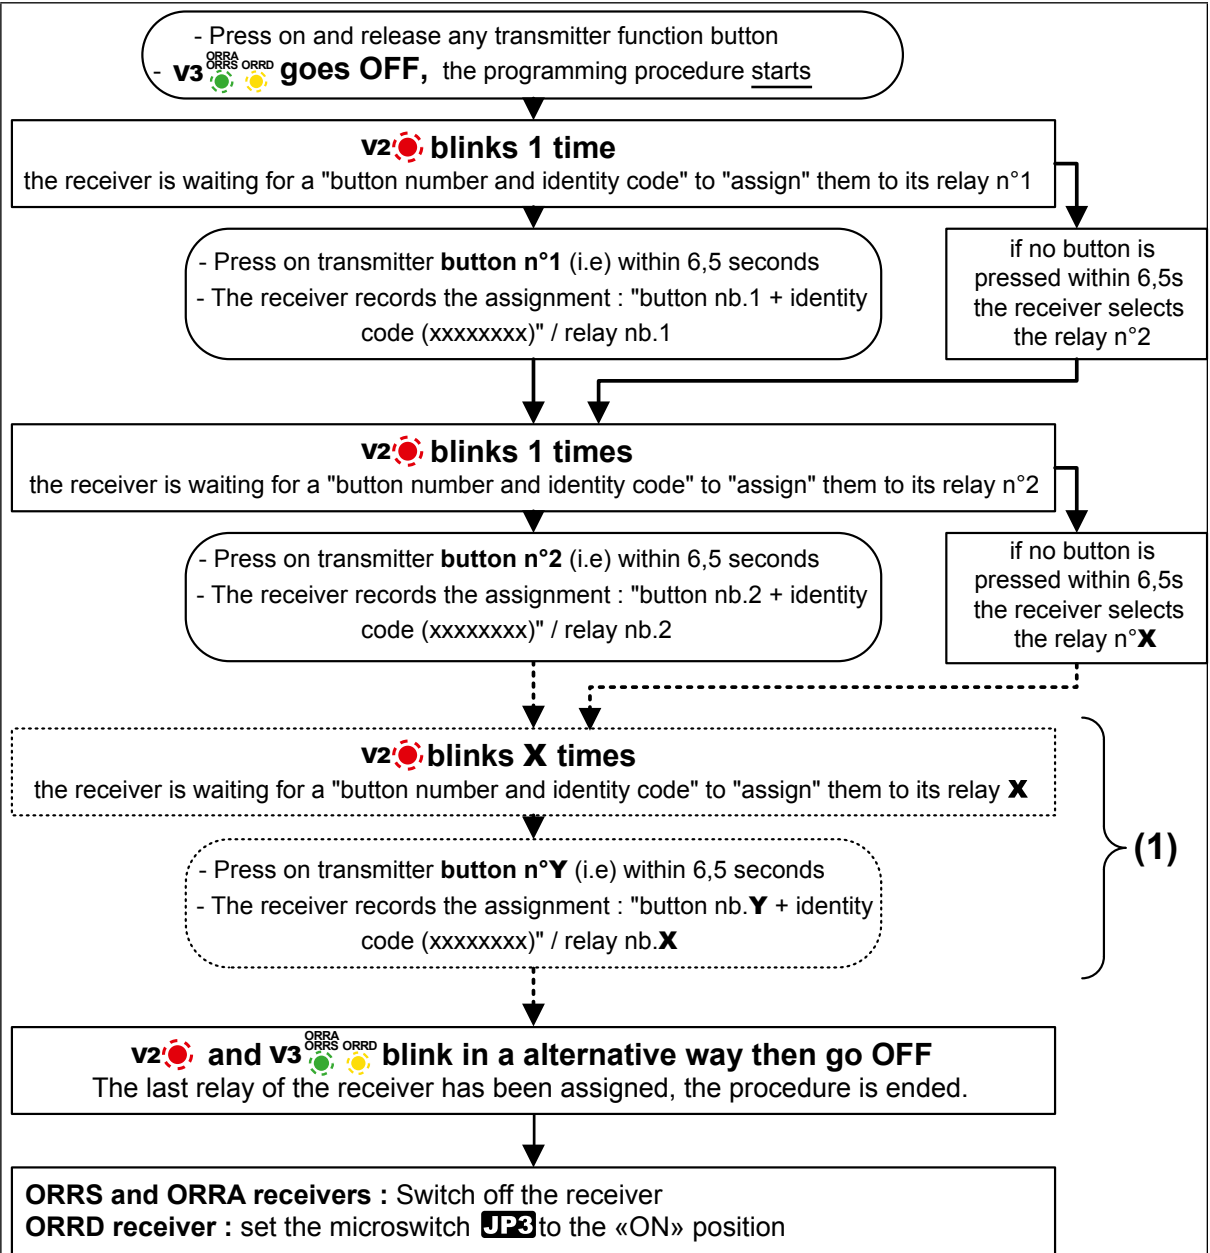 - Press on and release any transmitter function button
- V3 ORRA ORRS ORRD goes OFF, the programming procedure starts
V2 blinks 1 time
the receiver is waiting for a "button number and identity code" to "assign" them to its relay n°1
- Press on transmitter button n°1 (i.e) within 6,5 seconds
- The receiver records the assignment : "button nb.1 + identity
code (xxxxxxxx)" / relay nb.1
if no button is
pressed within 6,5s
the receiver selects
the relay n°2
V2 blinks 1 times
the receiver is waiting for a "button number and identity code" to "assign" them to its relay n°2
- Press on transmitter button n°2 (i.e) within 6,5 seconds
- The receiver records the assignment : "button nb.2 + identity
code (xxxxxxxx)" / relay nb.2
if no button is
pressed within 6,5s
the receiver selects
the relay n°X
V2 blinks X times
the receiver is waiting for a "button number and identity code" to "assign" them to its relay X
- Press on transmitter button n°Y (i.e) within 6,5 seconds
- The receiver records the assignment : "button nb.Y + identity
code (xxxxxxxx)" / relay nb.X
(1)
V2 and V3 ORRA ORRS ORRD blink in a alternative way then go OFF
The last relay of the receiver has been assigned, the procedure is ended.
ORRS and ORRA receivers : Switch off the receiver
ORRD receiver : set the microswitch JP3 to the «ON» position